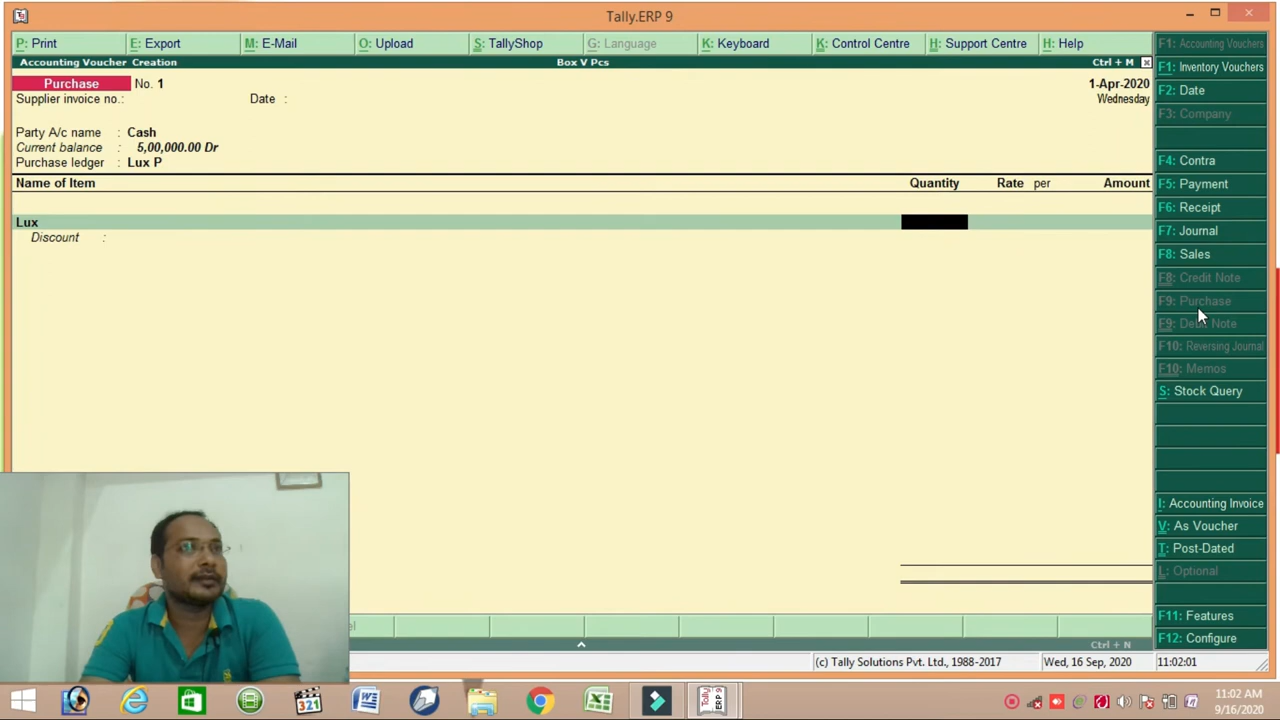 Tally.ERP 9
P: Print
E: Export
M: E-Mail
O: Upload
S: TallyShop
G: Language
K: Keyboard
K: Control Centre
H: Support Centre
H: Help
Accounting Voucher Creation
Box V Pcs
Ctrl + M
Purchase No. 1
1-Apr-2020
Supplier invoice no.: Date :
Wednesday
Party A/c name : Cash
Current balance : 5,00,000.00 Dr
Purchase ledger : Lux P
Name of Item Quantity Rate per Amount
Lux
Discount :
F1: Accounting Vouchers
F1: Inventory Vouchers
F2: Date
F3: Company
F4: Contra
F5: Payment
F6: Receipt
F7: Journal
F8: Sales
F8: Credit Note
F9: Purchase
F9: Debit Note
F10: Reversing Journal
F10: Memos
S: Stock Query
I: Accounting Invoice
V: As Voucher
T: Post-Dated
L: Optional
F11: Features
F12: Configure
Ctrl + N
(c) Tally Solutions Pvt. Ltd., 1988-2017
Wed, 16 Sep, 2020
11:02:01
321
Tally ERP 9
11:02 AM
9/16/2020